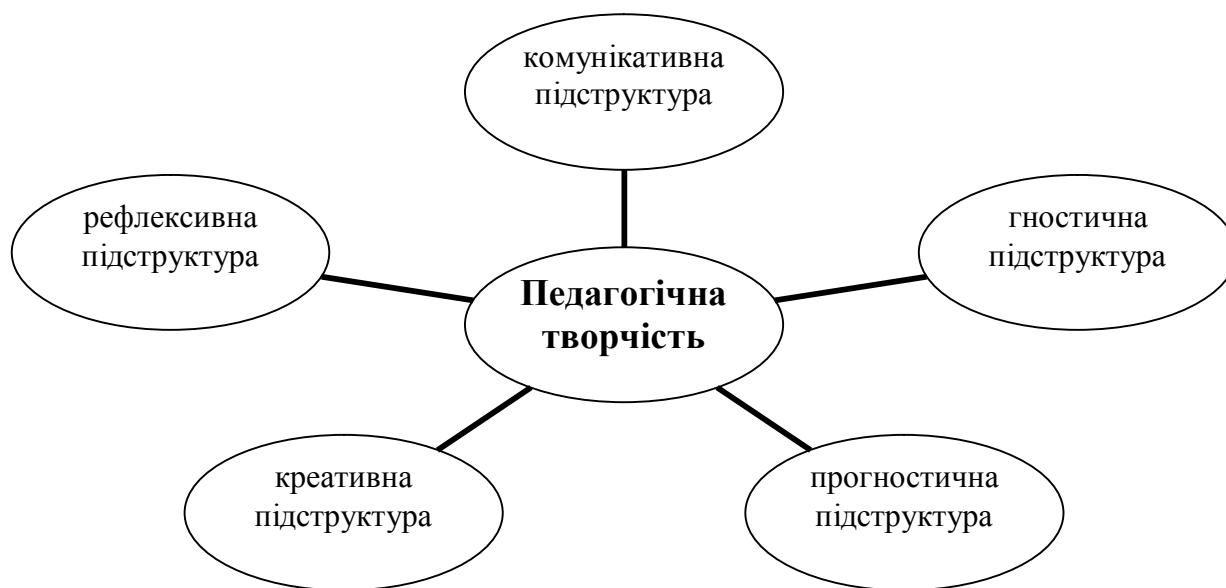 комунікативна
підструктура
рефлексивна
підструктура
гностична
підструктура
Педагогічна
творчість
креативна
підструктура
прогностична
підструктура